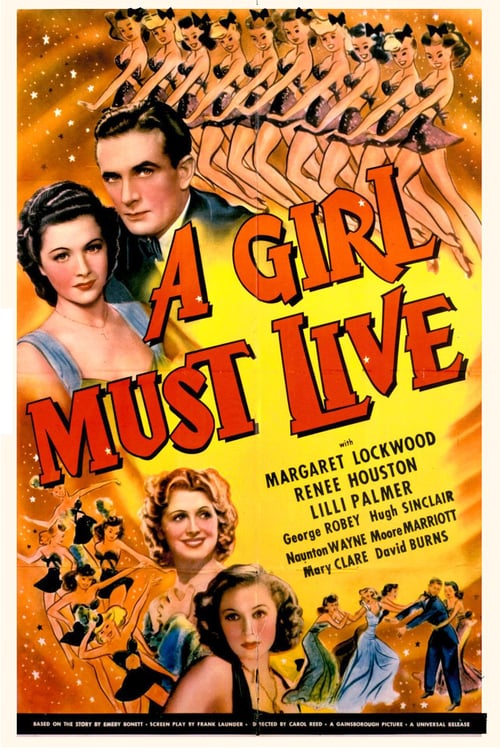 A GIRL
MUST LIVE
with
MARGARET LOCKWOOD
RENEE HOUSTON
LILLI PALMER
George ROBEY Hugh SINCLAIR
Naunton WAYNE Moore MARRIOTT
Mary CLARE David BURNS
BASED ON THE STORY BY EMERY BONETT • SCREEN PLAY BY FRANK LAUNDER • DIRECTED BY CAROL REED • A GAINSBOROUGH PICTURE • A UNIVERSAL RELEASE